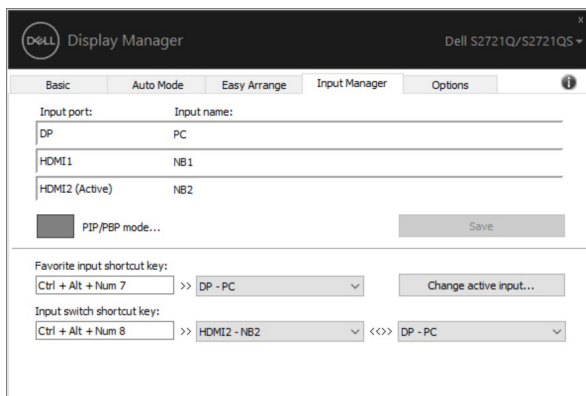 x
DELL Display Manager Dell S2721Q/S2721QS
Basic Auto Mode Easy Arrange Input Manager Options i
Input port: Input name:
DP PC
HDMI1 NB1
HDMI2 (Active) NB2
PIP/PBP mode... Save
Favorite input shortcut key:
Ctrl + Alt + Num 7 >> DP - PC Change active input...
Input switch shortcut key:
Ctrl + Alt + Num 8 >> HDMI2 - NB2 <<>> DP - PC